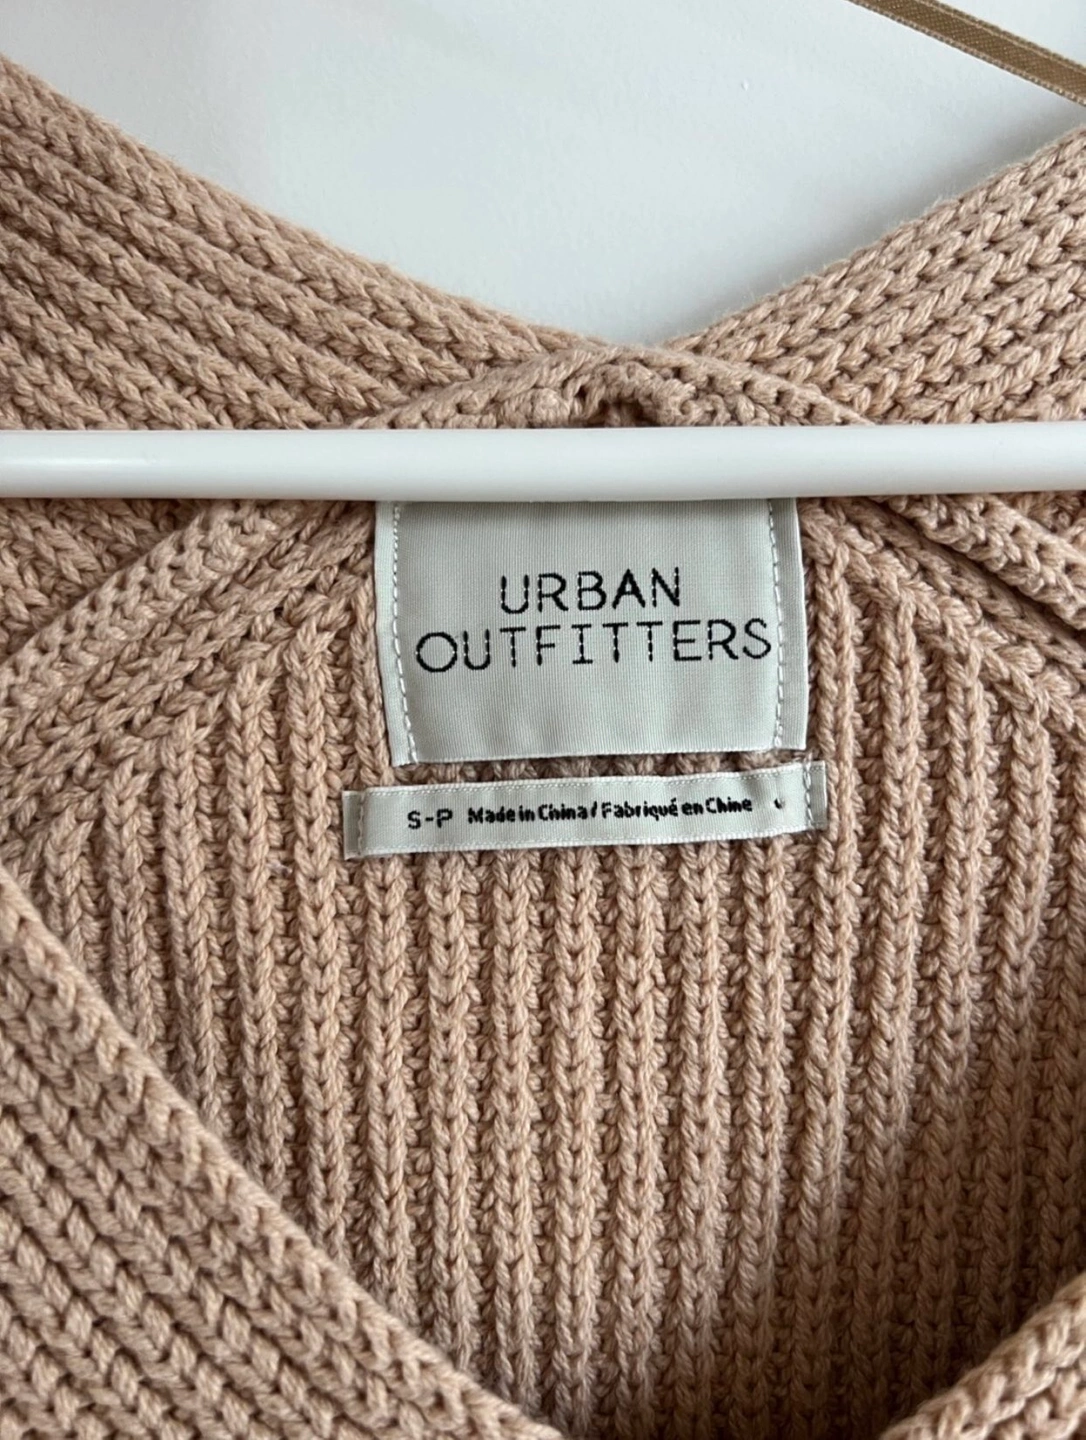 URBAN
OUTFITTERS
S-P Made in China / Fabriqué en Chine